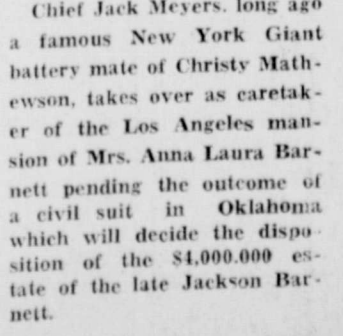 Chief Jack Meyers. long ago
a famous New York Giant
battery mate of Christy Math-
ewson, takes over as caretak-
er of the Los Angeles man-
sion of Mrs. Anna Laura Bar-
nett pending the outcome of
a civil suit in Oklahoma
which will decide the dispo-
sition of the $4,000.000 es-
tate of the late Jackson Bar-
nett.